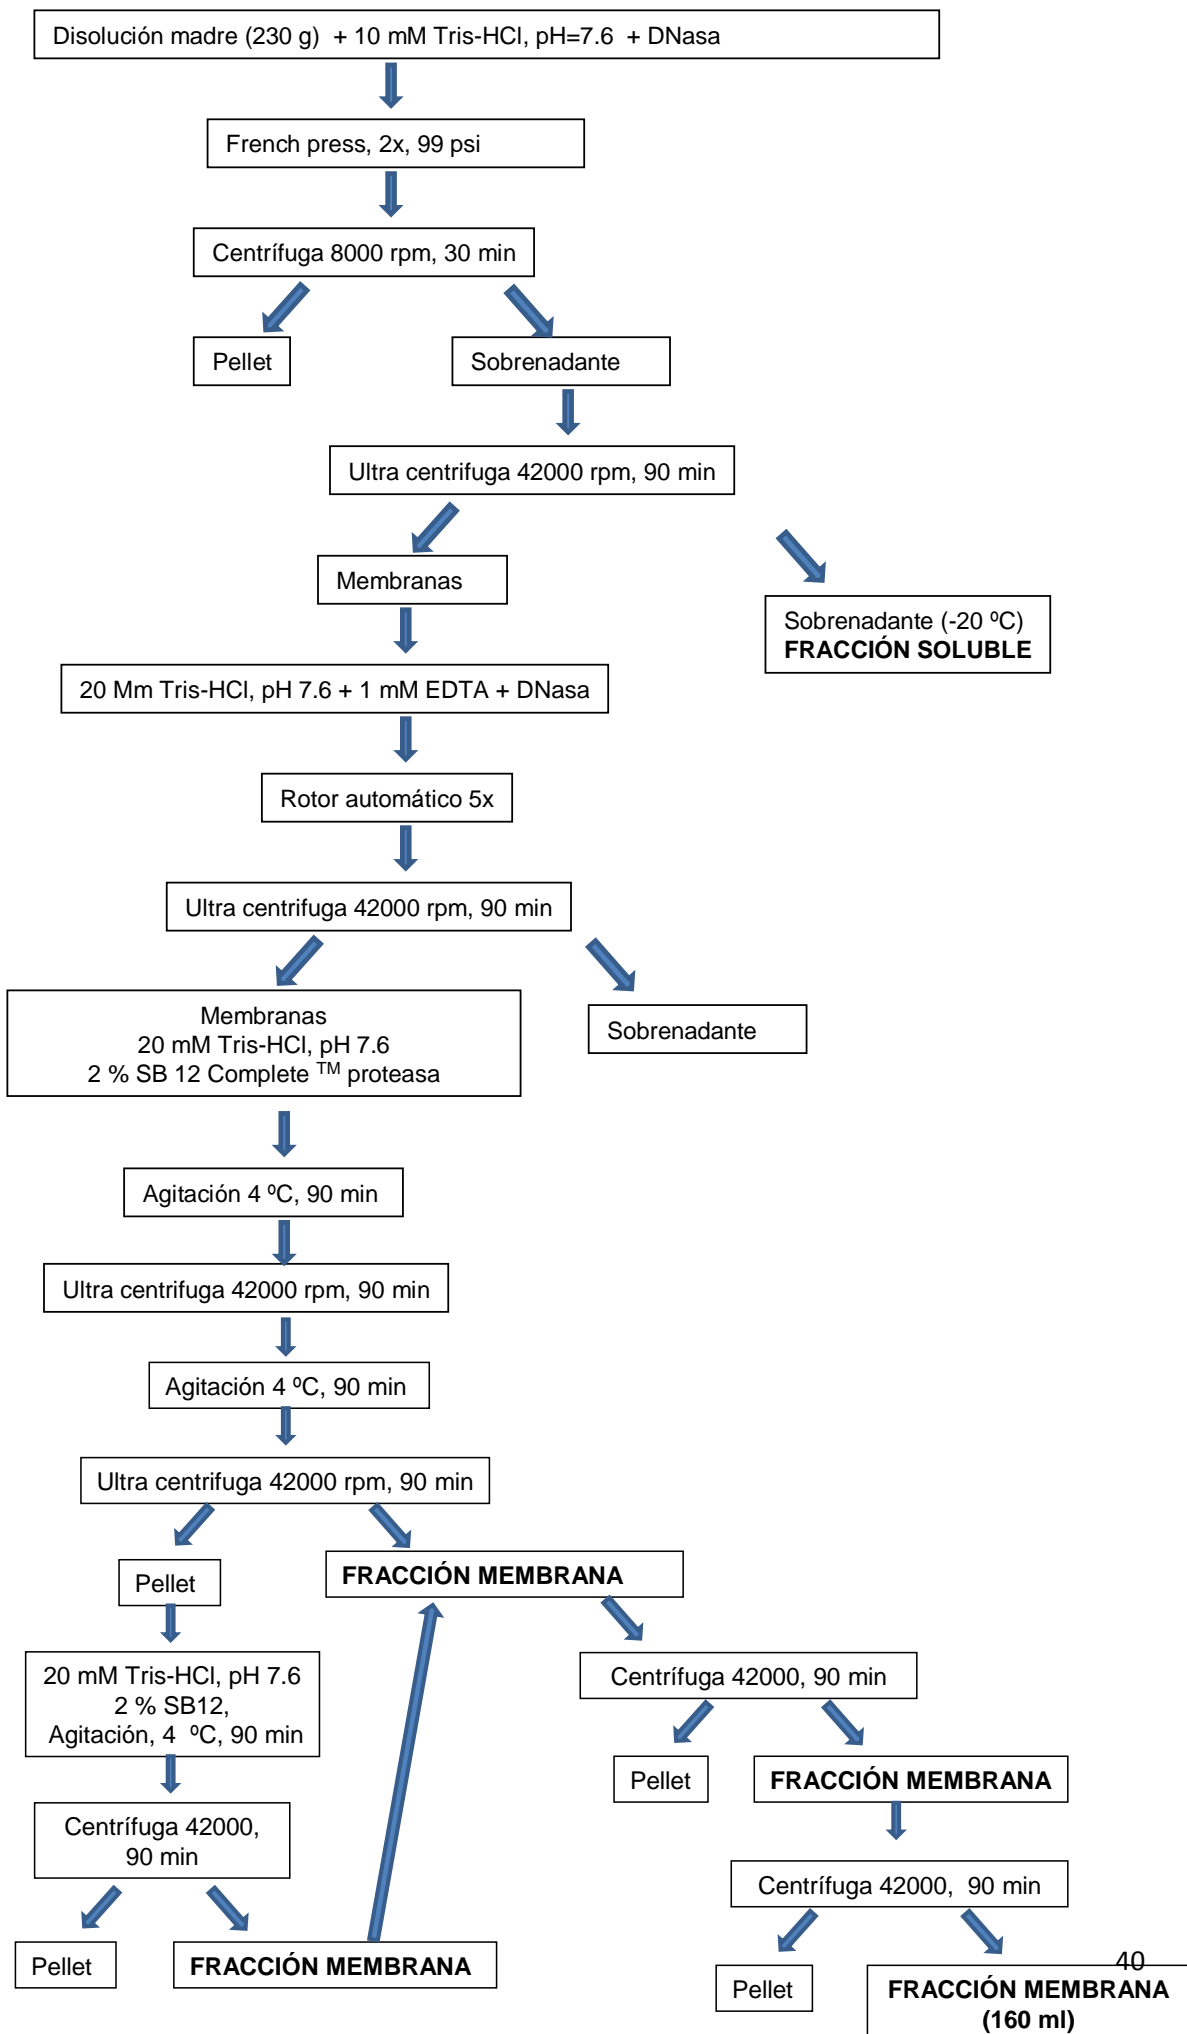 Disolución madre (230 g)  + 10 mM Tris-HCl, pH=7.6  + DNasa
French press, 2x, 99 psi
Centrífuga 8000 rpm, 30 min
Pellet
Sobrenadante
Ultra centrifuga 42000 rpm, 90 min
Membranas
Sobrenadante (-20 ºC)
FRACCIÓN SOLUBLE
20 Mm Tris-HCl, pH 7.6 + 1 mM EDTA + DNasa
Rotor automático 5x
Ultra centrifuga 42000 rpm, 90 min
Membranas
20 mM Tris-HCl, pH 7.6
2 % SB 12 Complete TM proteasa
Sobrenadante
Agitación 4 ºC, 90 min
Ultra centrifuga 42000 rpm, 90 min
Agitación 4 ºC, 90 min
Ultra centrifuga 42000 rpm, 90 min
Pellet
FRACCIÓN MEMBRANA
20 mM Tris-HCl, pH 7.6
2 % SB12,
Agitación, 4  ºC, 90 min
Centrífuga 42000, 90 min
Pellet
FRACCIÓN MEMBRANA
Centrífuga 42000,
90 min
Centrífuga 42000,  90 min
Pellet
FRACCIÓN MEMBRANA
Pellet
FRACCIÓN MEMBRANA
(160 ml)
40